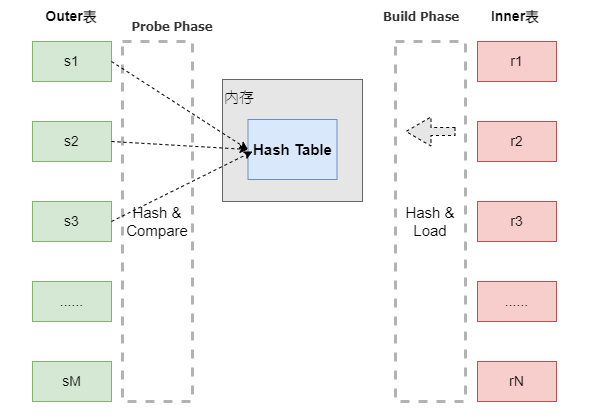 Outer表
Probe Phase
Build Phase
Inner表
s1
s2
s3
......
sM
Hash &
Compare
内存
Hash Table
Hash &
Load
r1
r2
r3
......
rN